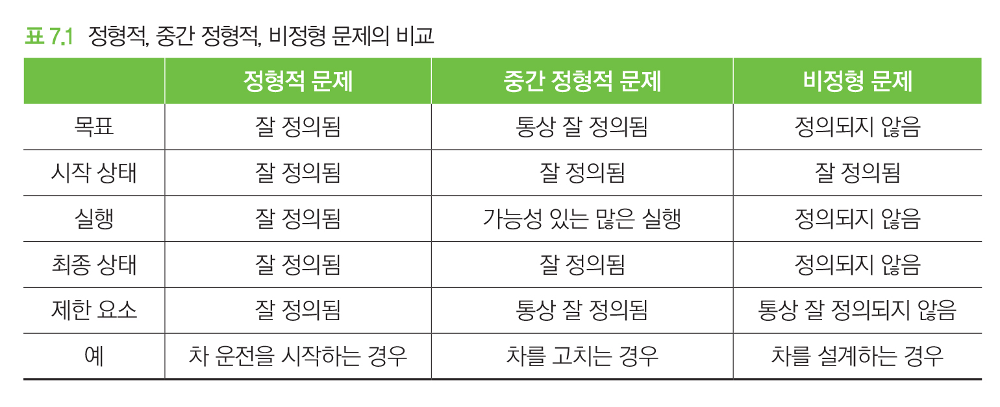 표 7.1 정형적, 중간 정형적, 비정형 문제의 비교
정형적 문제 중간 정형적 문제 비정형 문제
목표 잘 정의됨 통상 잘 정의됨 정의되지 않음
시작 상태 잘 정의됨 잘 정의됨 잘 정의됨
실행 잘 정의됨 가능성 있는 많은 실행 정의되지 않음
최종 상태 잘 정의됨 잘 정의됨 정의되지 않음
제한 요소 잘 정의됨 통상 잘 정의됨 통상 잘 정의되지 않음
예 차 운전을 시작하는 경우 차를 고치는 경우 차를 설계하는 경우